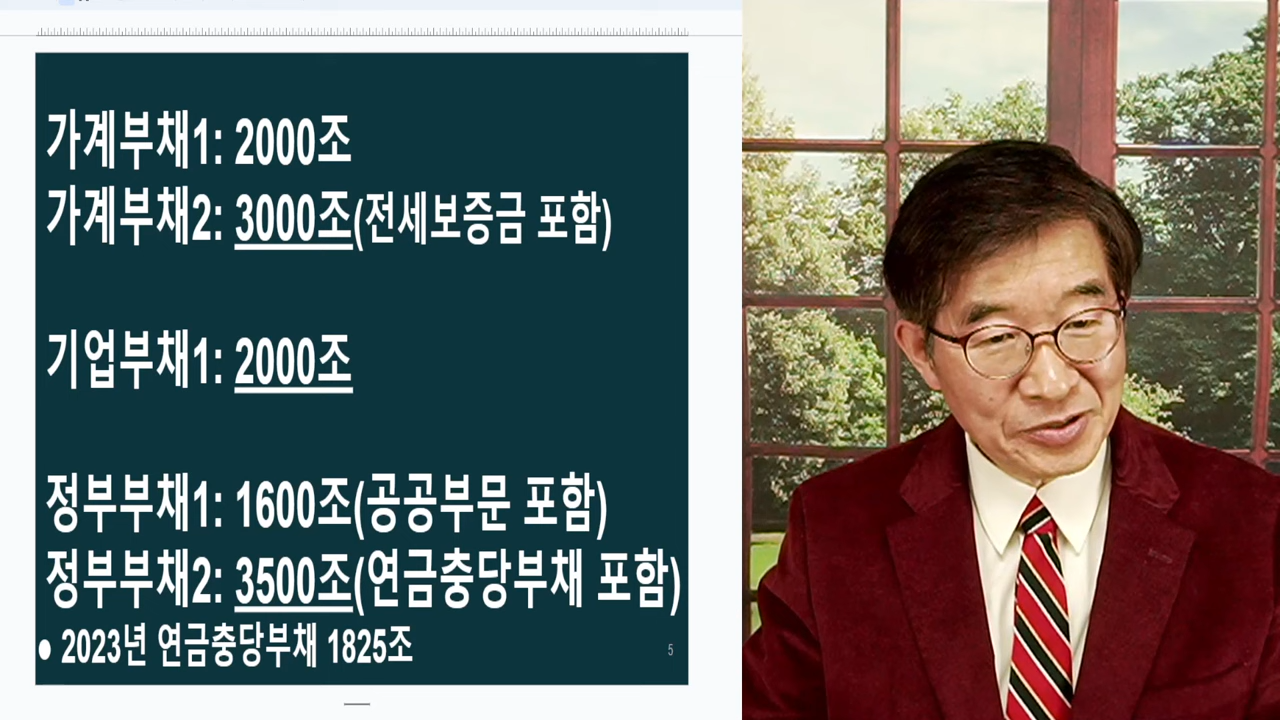 가계부채1: 2000조
가계부채2: 3000조(전세보증금 포함)
기업부채1: 2000조
정부부채1: 1600조(공공부문 포함)
정부부채2: 3500조(연금충당부채 포함)
● 2023년 연금충당부채 1825조
5